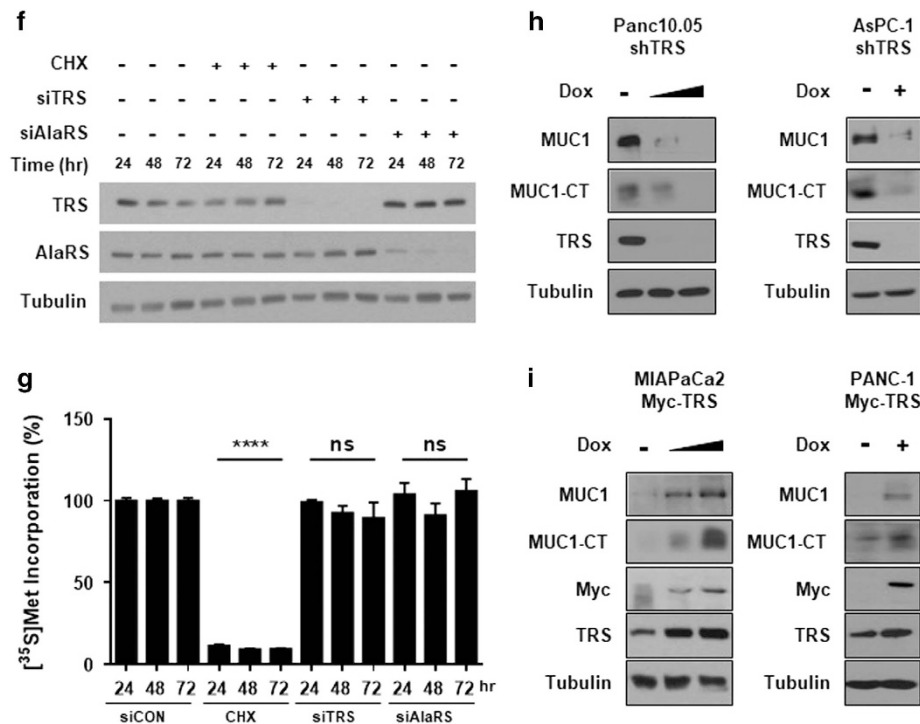 f
CHX - - - + + + - - - - - -
siTRS - - - - - - + + + - - -
siAlaRS - - - - - - - - - + + +
Time (hr) 24 48 72 24 48 72 24 48 72 24 48 72
TRS
AlaRS
Tubulin
g
[35S]Met Incorporation (%)
150
100
50
0
**** ns ns
24 48 72 24 48 72 24 48 72 24 48 72 hr
siCON CHX siTRS siAlaRS
h
Panc10.05
shTRS
Dox -
MUC1
MUC1-CT
TRS
Tubulin
AsPC-1
shTRS
Dox - +
MUC1
MUC1-CT
TRS
Tubulin
i
MIAPaCa2
Myc-TRS
Dox -
MUC1
MUC1-CT
Myc
TRS
Tubulin
PANC-1
Myc-TRS
Dox - +
MUC1
MUC1-CT
Myc
TRS
Tubulin